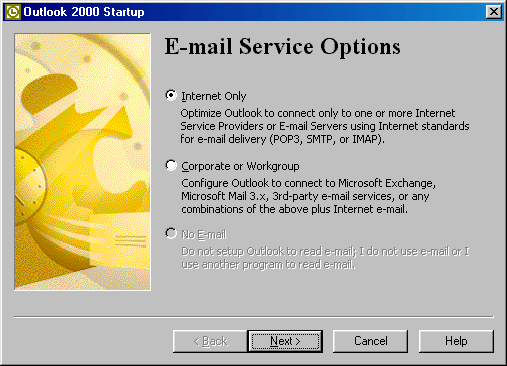 Outlook 2000 Startup
E-mail Service Options
Internet Only
Optimize Outlook to connect only to one or more Internet
Service Providers or E-mail Servers using Internet standards
for e-mail delivery (POP3, SMTP, or IMAP).
Corporate or Workgroup
Configure Outlook to connect to Microsoft Exchange,
Microsoft Mail 3.x, 3rd-party e-mail services, or any
combinations of the above plus Internet e-mail.
No E-mail
Do not setup Outlook to read e-mail; I do not use e-mail or I
use another program to read e-mail.
< Back
Next >
Cancel
Help